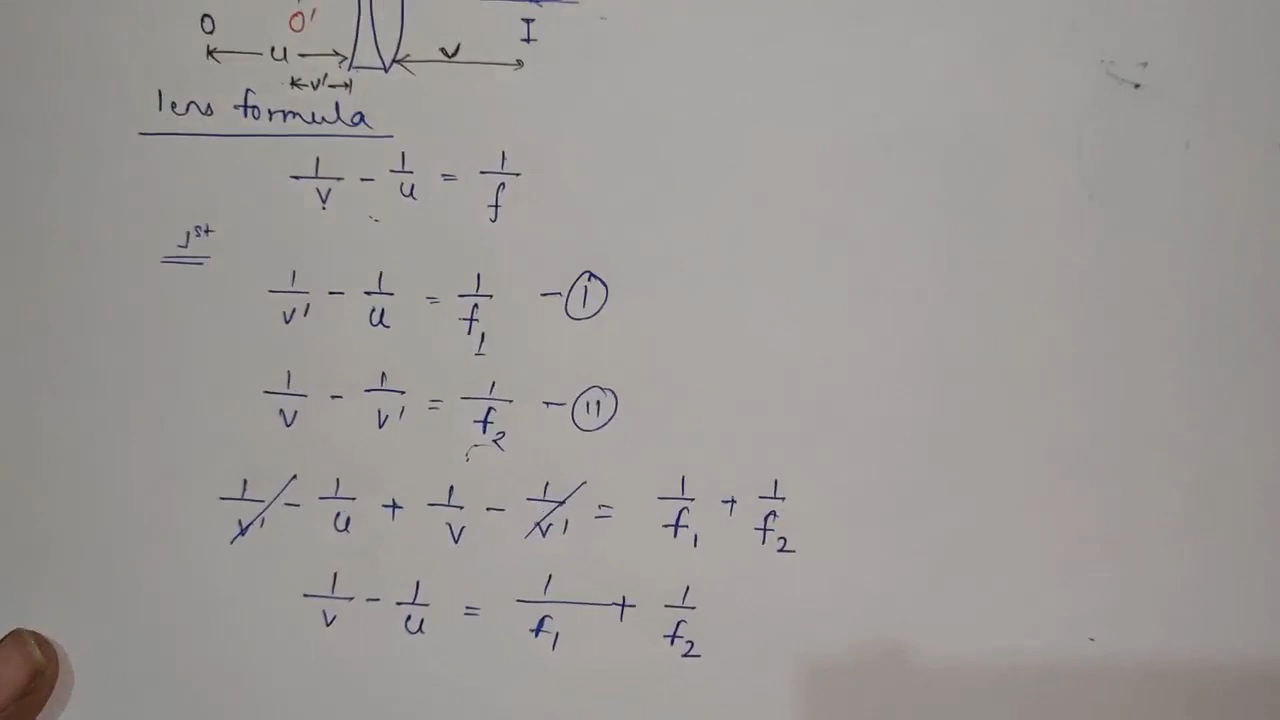 O O' I
u v
v'
lens formula
1/v - 1/u = 1/f
1st
1/v' - 1/u = 1/f₁ - (I)
1/v - 1/v' = 1/f₂ - (II)
1/v' - 1/u + 1/v - 1/v' = 1/f₁ + 1/f₂
1/v - 1/u = 1/f₁ + 1/f₂